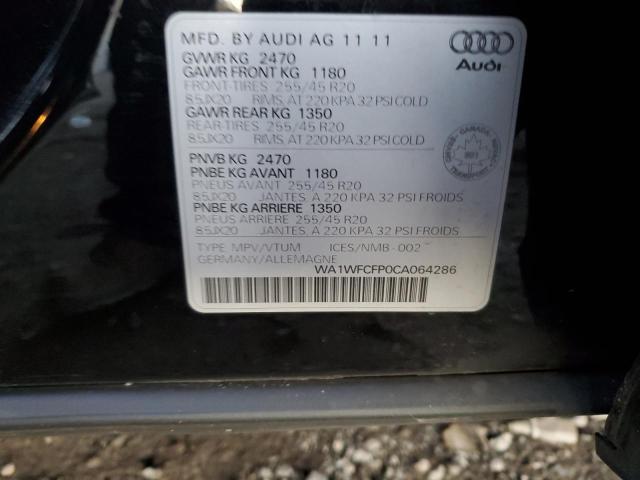 MFD. BY AUDI AG 11 11
GVWR KG 2470
GAWR FRONT KG 1180
FRONT-TIRES 255/45 R20
8.5JX20 RIMS, AT 220 KPA 32 PSI COLD
GAWR REAR KG 1350
REAR-TIRES 255/45 R20
8.5JX20 RIMS, AT 220 KPA 32 PSI COLD
PNVB KG 2470
PNBE KG AVANT 1180
PNEUS AVANT 255/45 R20
8.5JX20 JANTES A 220 KPA 32 PSI FROIDS
PNBE KG ARRIERE 1350
PNEUS ARRIERE 255/45 R20
8.5JX20 JANTES, A 220 KPA 32 PSI FROIDS
TYPE MPV/VTUM ICES/NMB-002
GERMANY/ALLEMAGNE
WA1WFCFP0CA064286
Audi
CANADA
TRANSPORT